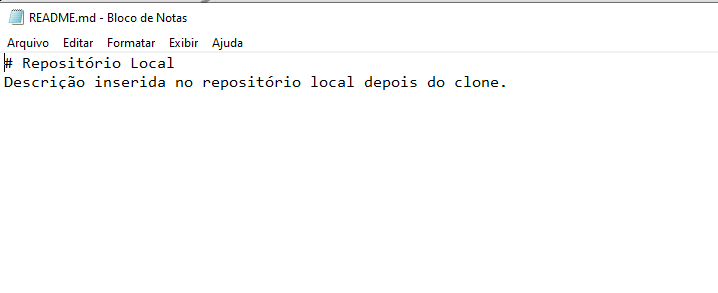 README.md - Bloco de Notas
Arquivo Editar Formatar Exibir Ajuda
# Repositório Local
Descrição inserida no repositório local depois do clone.